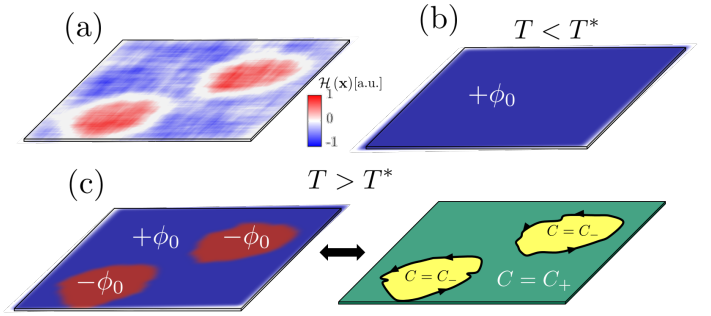 (a)
ℋ(𝐱)[a.u.]
1
0
-1
(b)
T < T*
+ϕ₀
(c)
T > T*
+ϕ₀
−ϕ₀
−ϕ₀
C = C₋
C = C₋
C = C₊